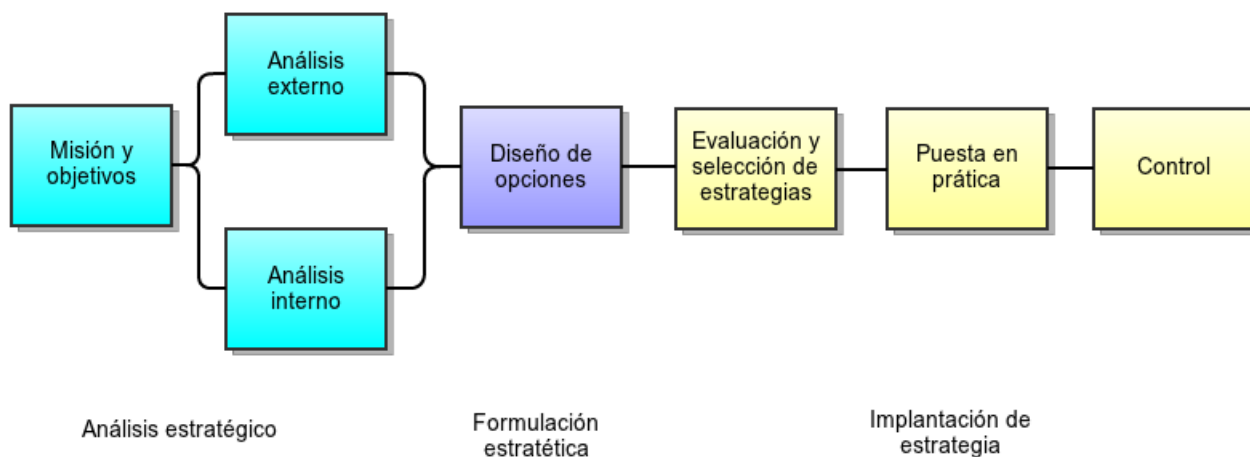 Misión y
objetivos
Análisis
externo
Análisis
interno
Diseño de
opciones
Evaluación y
selección de
estrategias
Puesta en
prática
Control
Análisis estratégico
Formulación
estratética
Implantación de
estrategia